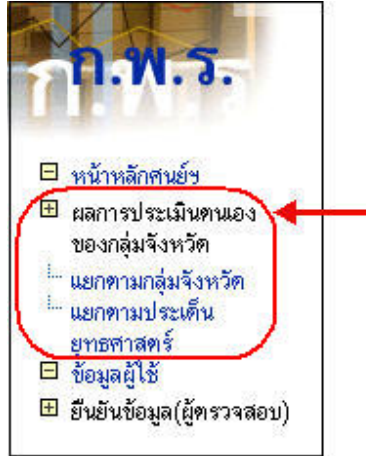 ก.พ.ร.
ก.พ.ร
หน้าหลักศนย์ฯ
ผลการประเมินตนเอง
ของกลุ่มจังหวัด
แยกตามกลุ่มจังหวัด
แยกตามประเด็น
ยุทธศาสตร์
ข้อมูลผู้ใช้
ยืนยันข้อมูล(ผู้ตรวจสอบ)